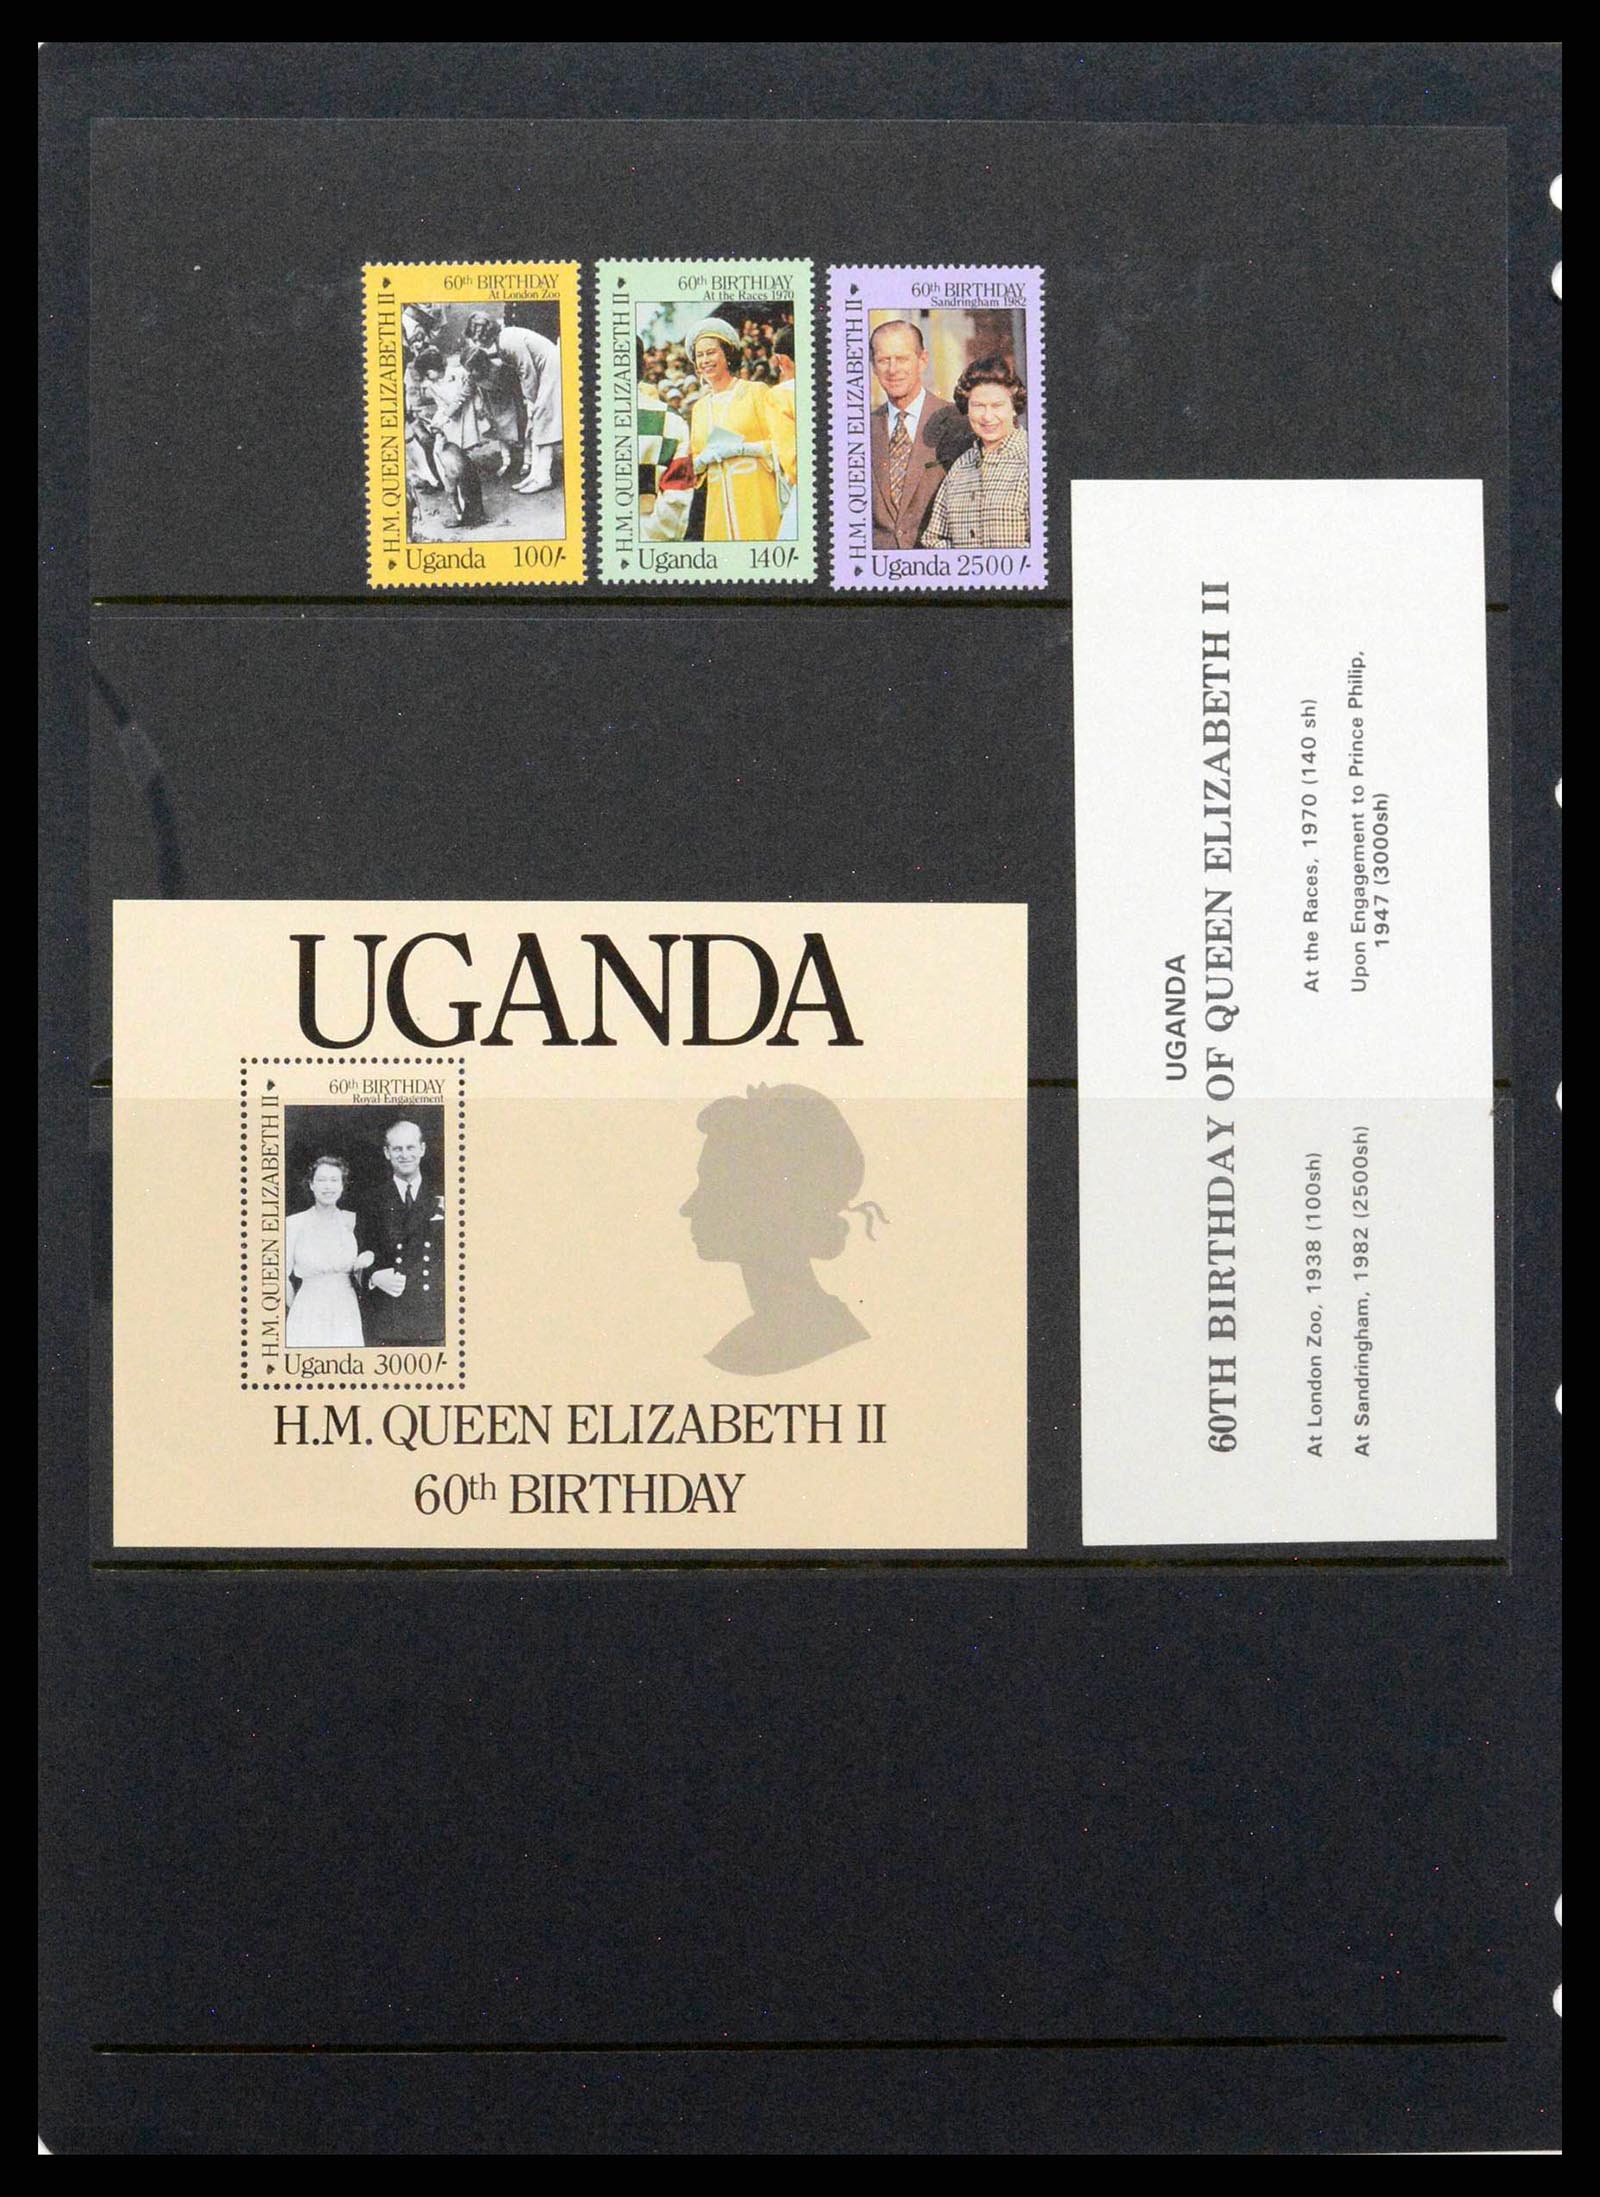 60th BIRTHDAY
At London Zoo
H.M. QUEEN ELIZABETH II
Uganda 100/-
60th BIRTHDAY
At the Races 1970
H.M. QUEEN ELIZABETH II
Uganda 140/-
60th BIRTHDAY
Sandringham 1982
H.M. QUEEN ELIZABETH II
Uganda 2500/-
UGANDA
60th BIRTHDAY
Royal Engagement
H.M. QUEEN ELIZABETH II
Uganda 3000/-
H.M. QUEEN ELIZABETH II
60th BIRTHDAY
UGANDA
60TH BIRTHDAY OF QUEEN ELIZABETH II
At London Zoo, 1938 (100sh)
At the Races, 1970 (140 sh)
At Sandringham, 1982 (2500sh)
Upon Engagement to Prince Philip,
1947 (3000sh)